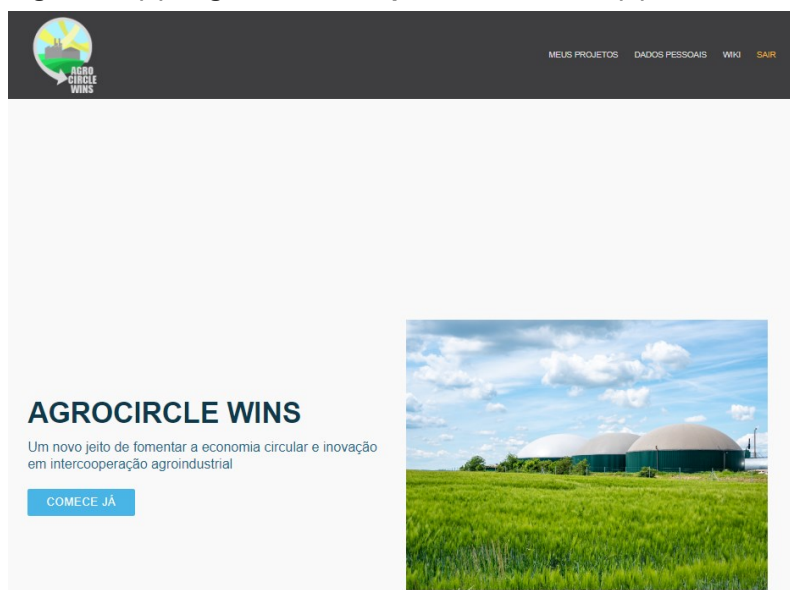 AGRO
CIRCLE
WINS
MEUS PROJETOS DADOS PESSOAIS WIKI SAIR
AGROCIRCLE WINS
Um novo jeito de fomentar a economia circular e inovação
em intercooperação agroindustrial
COMECE JÁ